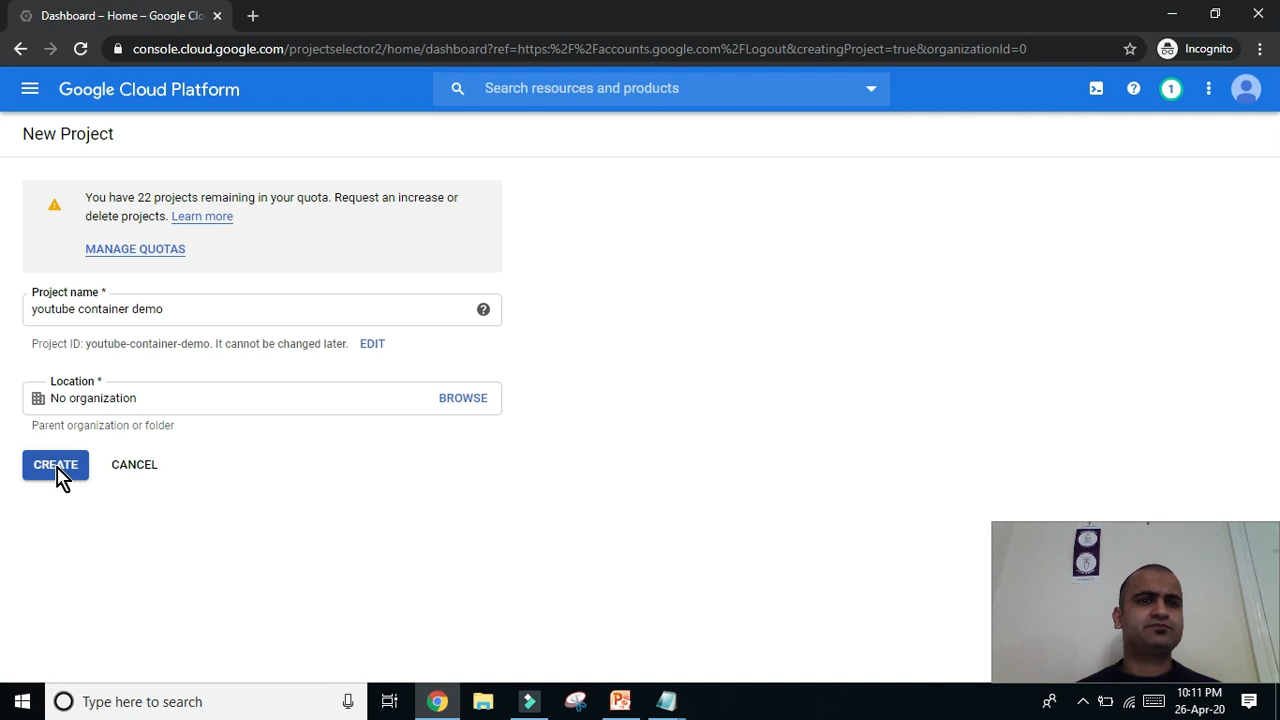 Dashboard – Home – Google Clo
console.cloud.google.com/projectselector2/home/dashboard?ref=https:%2F%2Faccounts.google.com%2FLogout&creatingProject=true&organizationId=0
Incognito
Google Cloud Platform
Search resources and products
1
New Project
You have 22 projects remaining in your quota. Request an increase or
delete projects. Learn more
MANAGE QUOTAS
Project name *
youtube container demo
Project ID: youtube-container-demo. It cannot be changed later. EDIT
Location *
No organization
BROWSE
Parent organization or folder
CREATE
CANCEL
Type here to search
10:11 PM
26-Apr-20